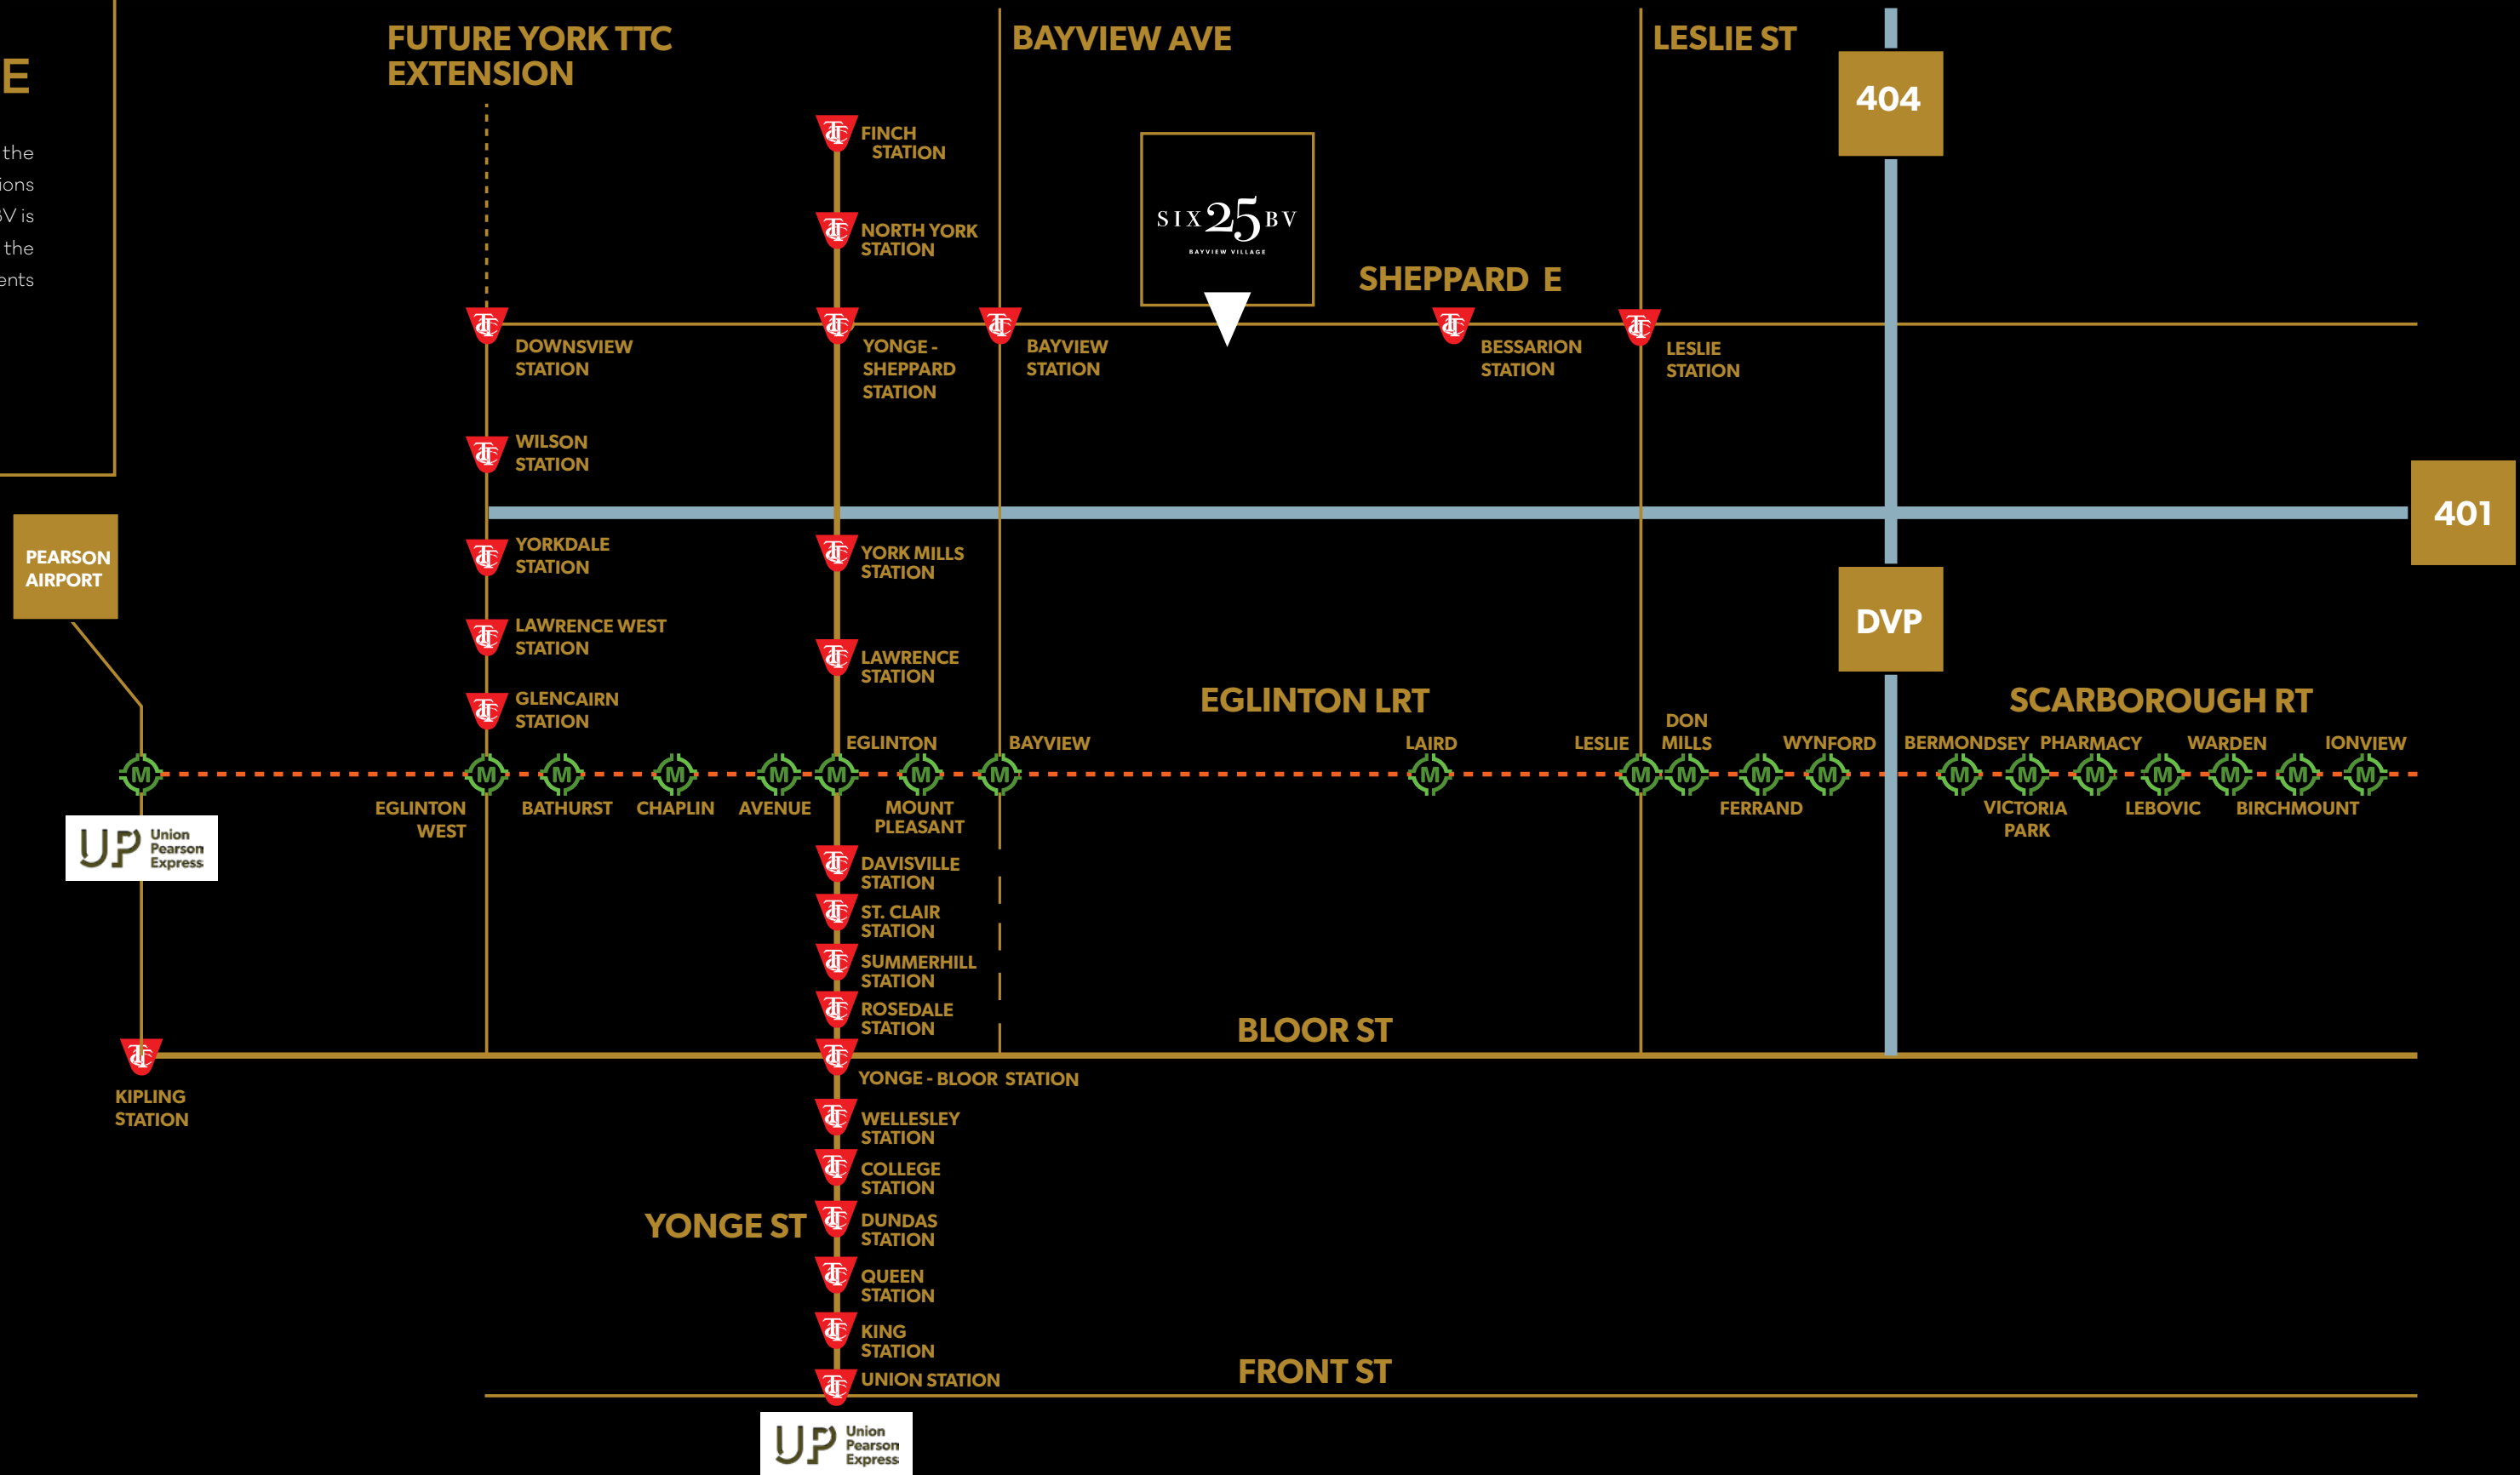 E
the
ions
BV is
the
ents
FUTURE YORK TTC
EXTENSION
BAYVIEW AVE
LESLIE ST
404
FINCH
STATION
NORTH YORK
STATION
SIX25BV
BAYVIEW VILLAGE
SHEPPARD E
DOWNSVIEW
STATION
YONGE -
SHEPPARD
STATION
BAYVIEW
STATION
BESSARION
STATION
LESLIE
STATION
WILSON
STATION
401
PEARSON
AIRPORT
YORKDALE
STATION
YORK MILLS
STATION
DVP
LAWRENCE WEST
STATION
LAWRENCE
STATION
GLENCAIRN
STATION
EGLINTON LRT
SCARBOROUGH RT
EGLINTON
BAYVIEW
LAIRD
LESLIE
DON
MILLS
WYNFORD
BERMONDSEY
PHARMACY
WARDEN
IONVIEW
M M M M M M M M M M M M M M M M M M M
EGLINTON
WEST
BATHURST
CHAPLIN
AVENUE
MOUNT
PLEASANT
FERRAND
VICTORIA
PARK
LEBOVIC
BIRCHMOUNT
UP Union
Pearson
Express
DAVISVILLE
STATION
ST. CLAIR
STATION
SUMMERHILL
STATION
ROSEDALE
STATION
BLOOR ST
KIPLING
STATION
YONGE - BLOOR STATION
WELLESLEY
STATION
COLLEGE
STATION
YONGE ST
DUNDAS
STATION
QUEEN
STATION
KING
STATION
UNION STATION
FRONT ST
UP Union
Pearson
Express